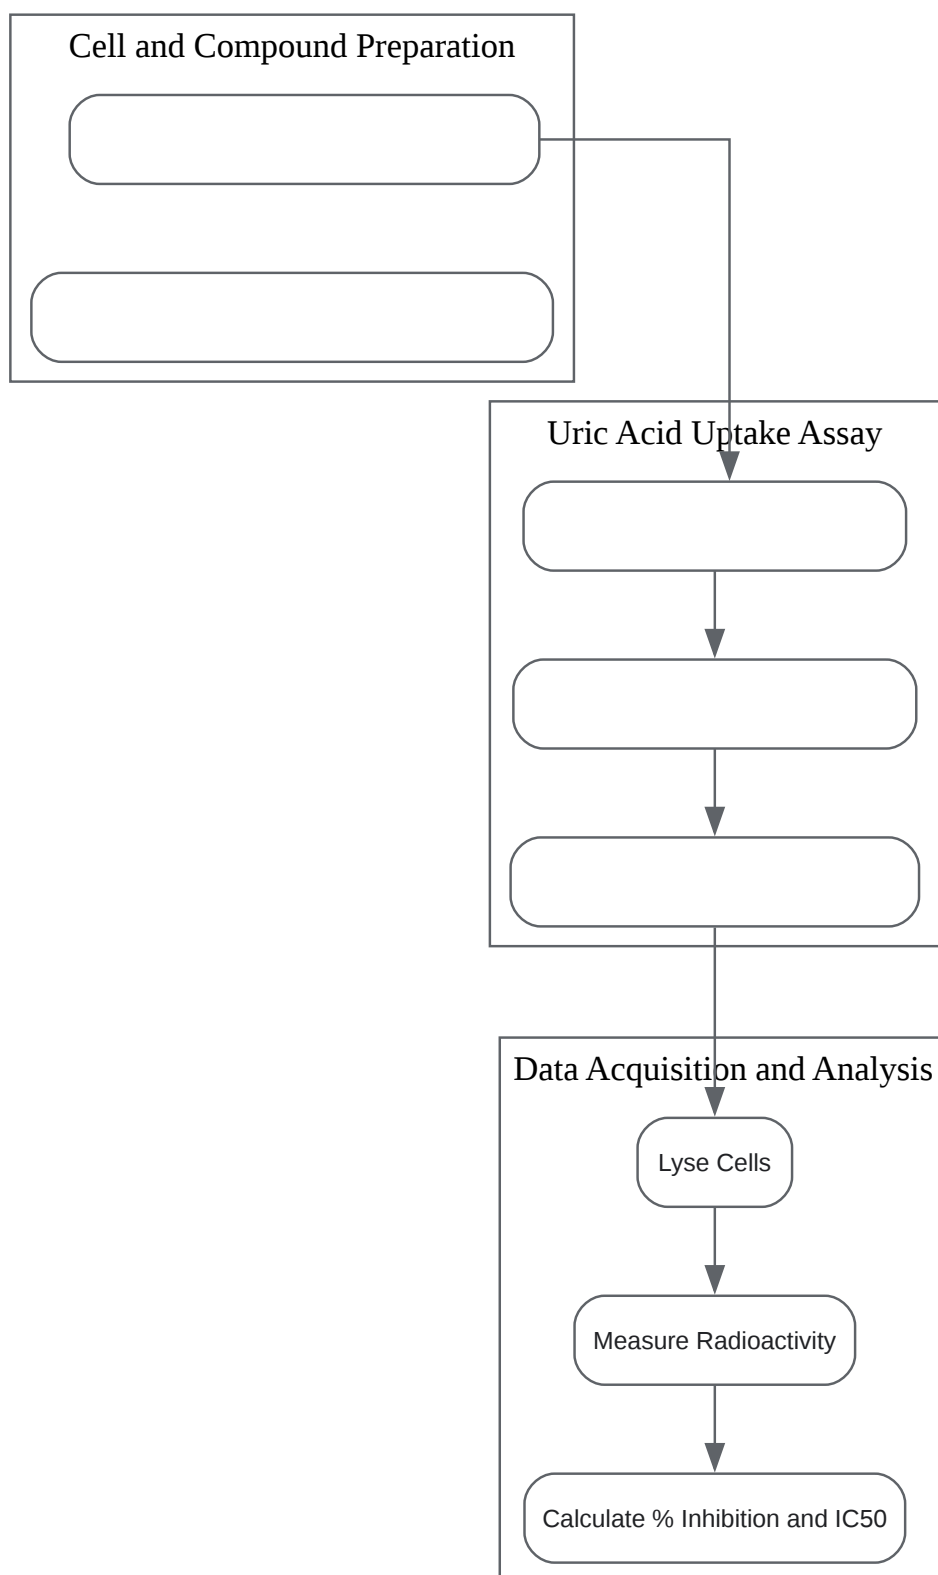 Cell and Compound Preparation
Uric Acid Uptake Assay
Data Acquisition and Analysis
Lyse Cells
Measure Radioactivity
Calculate % Inhibition and IC50